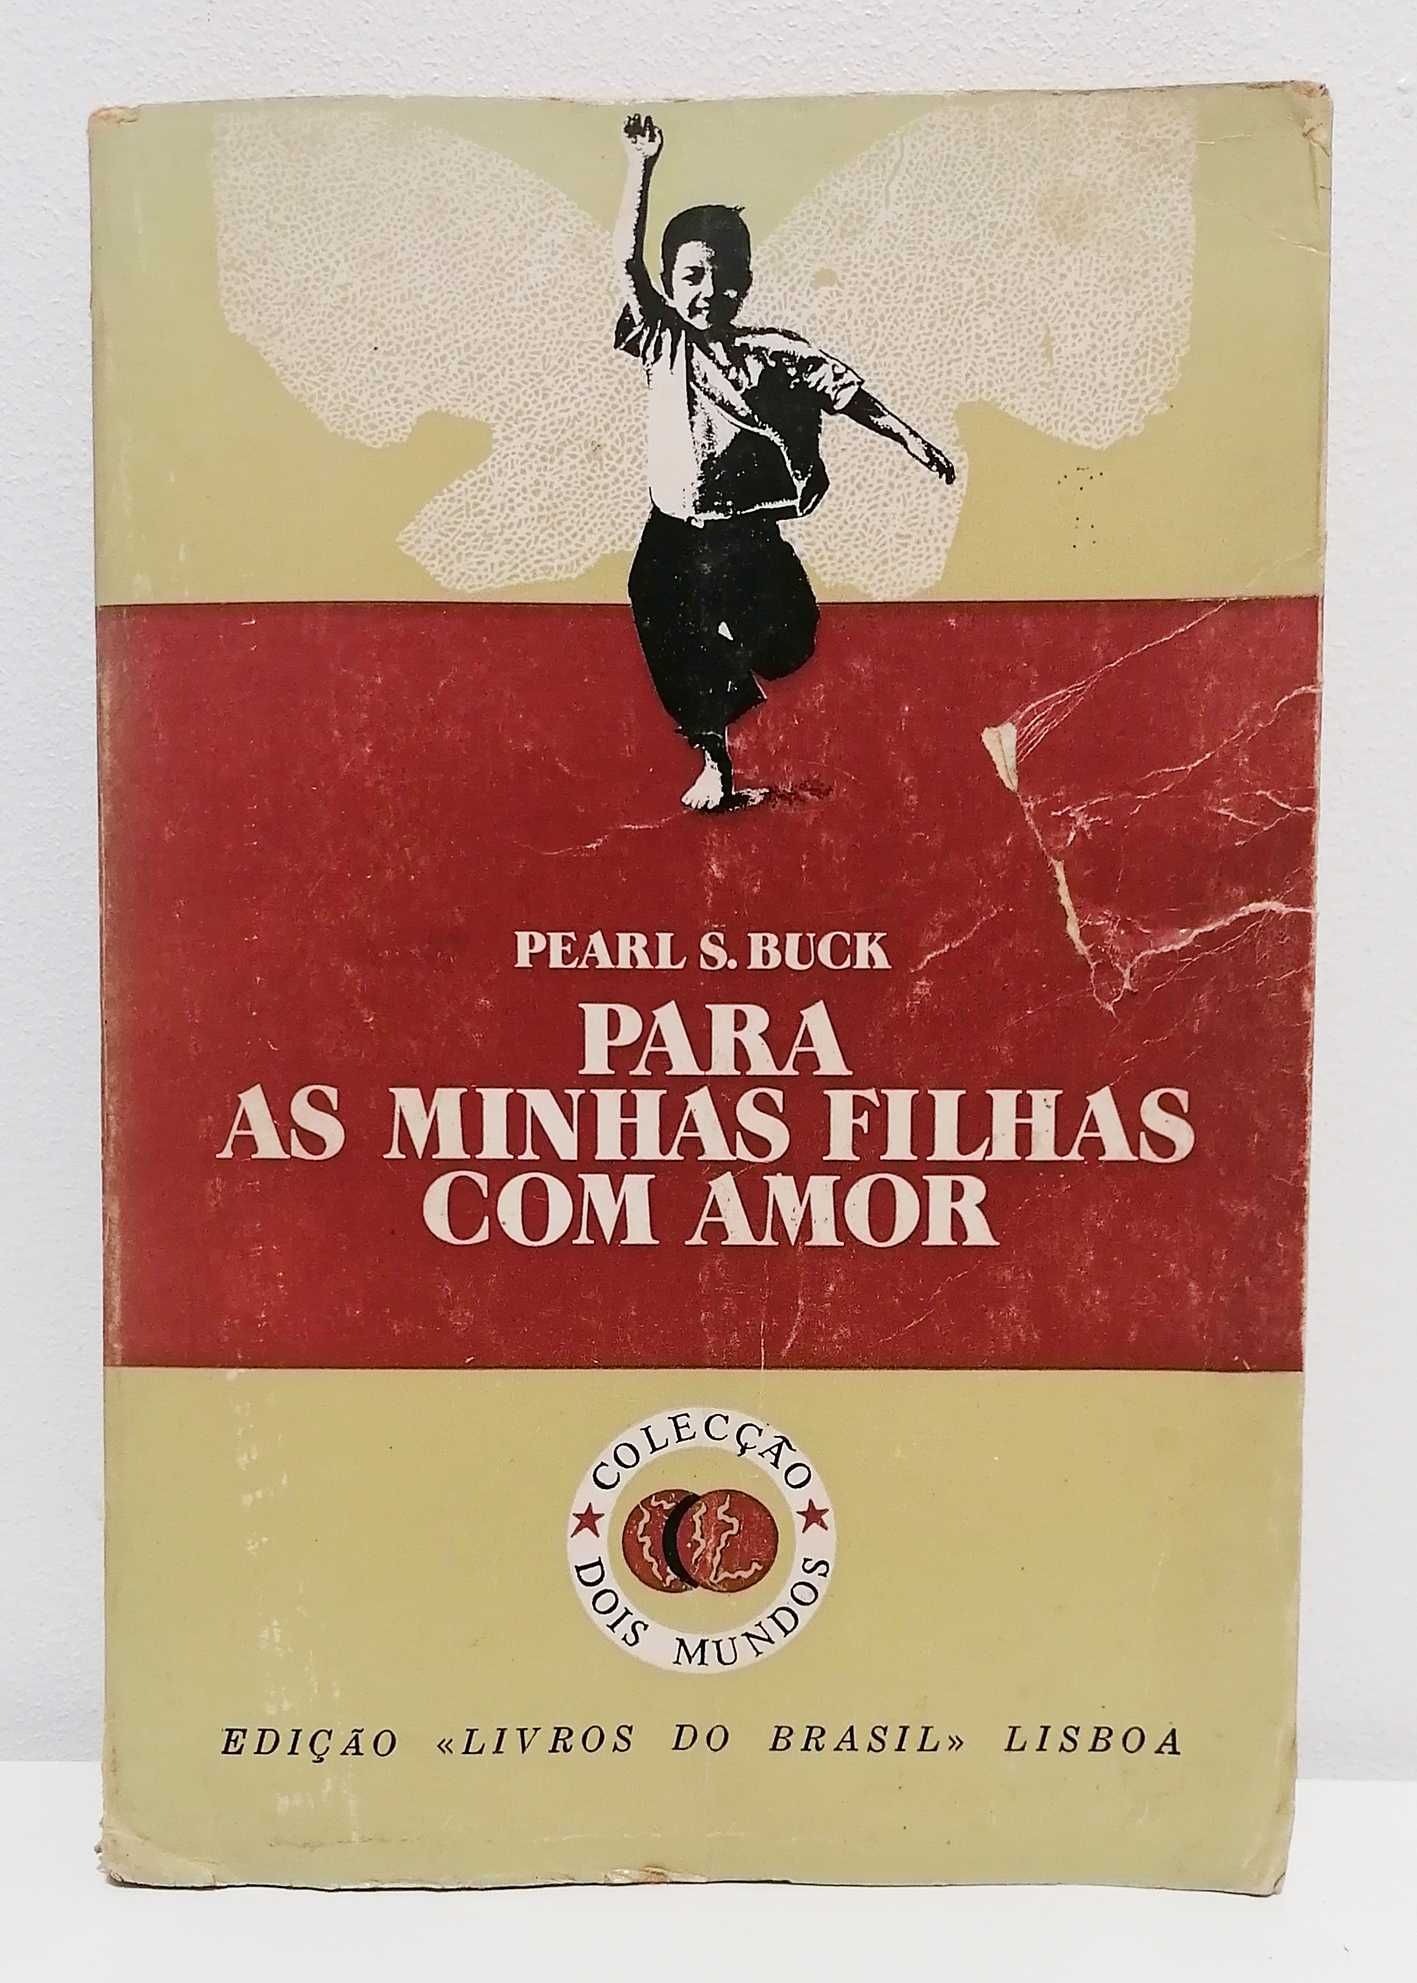 PEARL S. BUCK
PARA
AS MINHAS FILHAS
COM AMOR
COLECÇÃO
DOIS MUNDOS
EDIÇÃO «LIVROS DO BRASIL» LISBOA